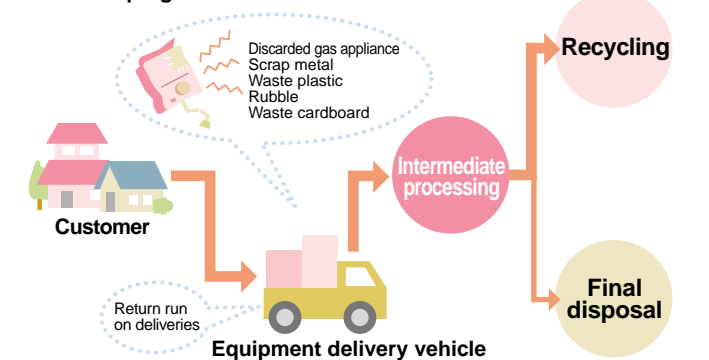 Discarded gas appliance
Scrap metal
Waste plastic
Rubble
Waste cardboard
Customer
Return run
on deliveries
Equipment delivery vehicle
Intermediate
processing
Recycling
Final
disposal